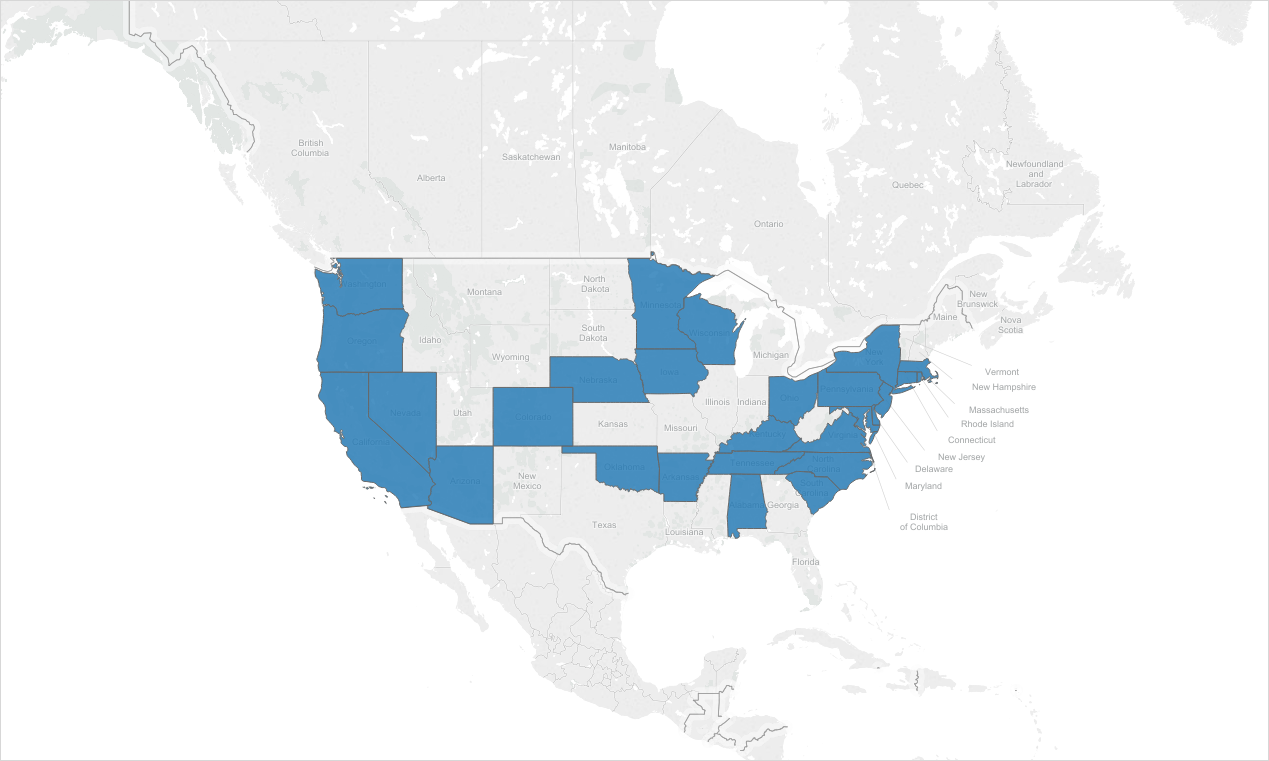 British
Columbia
Alberta
Saskatchewan
Manitoba
Ontario
Quebec
Newfoundland
and
Labrador
New
Brunswick
Nova
Scotia
Maine
Washington
Montana
North
Dakota
Minnesota
Oregon
Idaho
Wyoming
South
Dakota
Wisconsin
Michigan
New
York
Vermont
New Hampshire
Massachusetts
Rhode Island
Connecticut
New Jersey
Delaware
Maryland
District
of Columbia
Nevada
Utah
Colorado
Nebraska
Iowa
Illinois
Indiana
Ohio
Pennsylvania
California
Kansas
Missouri
Kentucky
Virginia
Arizona
New
Mexico
Oklahoma
Arkansas
Tennessee
North
Carolina
South
Carolina
Texas
Louisiana
Alabama
Georgia
Florida